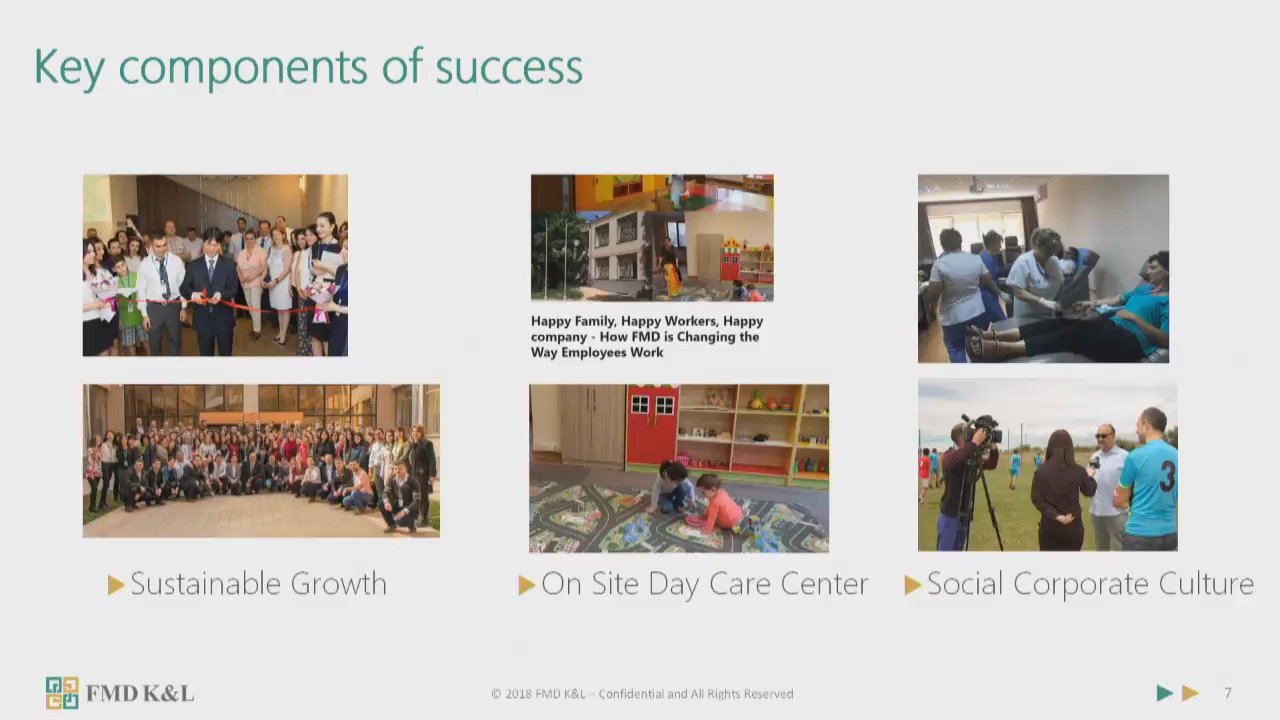 Key components of success
Happy Family, Happy Workers, Happy
company - How FMD is Changing the
Way Employees Work
3
Sustainable Growth
On Site Day Care Center
Social Corporate Culture
FMD K&L
© 2018 FMD K&L – Confidential and All Rights Reserved
7